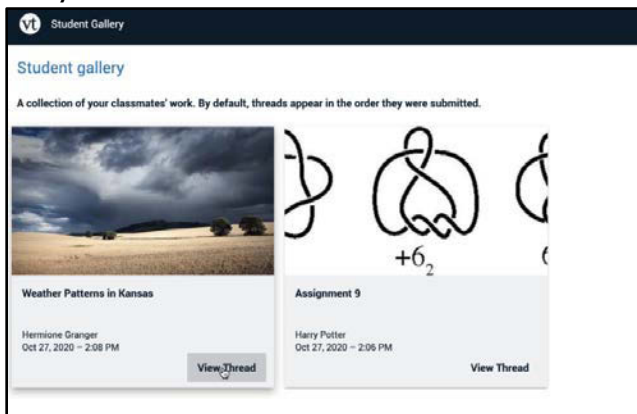 vt Student Gallery
Student gallery
A collection of your classmates' work. By default, threads appear in the order they were submitted.
+6₂
Weather Patterns in Kansas
Hermione Granger
Oct 27, 2020 – 2:08 PM
View Thread
Assignment 9
Harry Potter
Oct 27, 2020 – 2:06 PM
View Thread